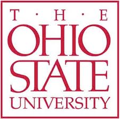 T · H · E
OHIO
STATE
UNIVERSITY